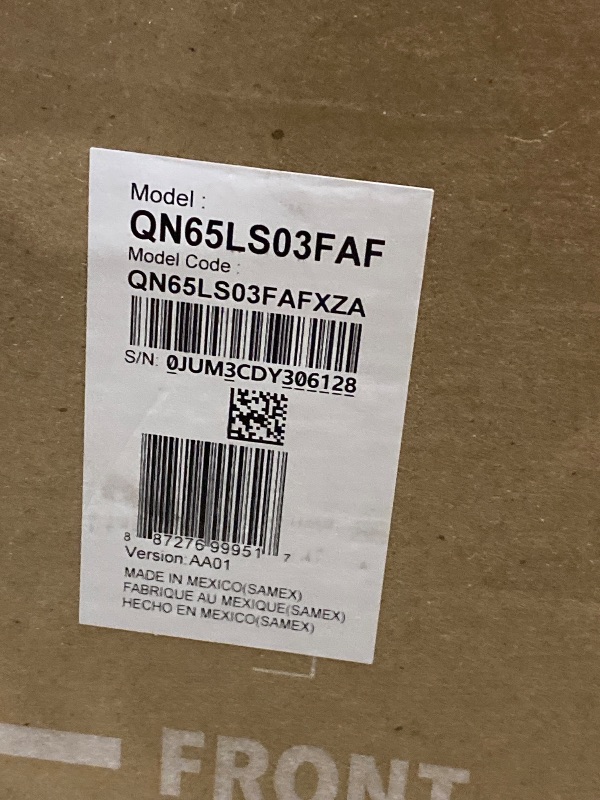 Model :
QN65LS03FAF
Model Code :
QN65LS03FAFXZA
S/N: 0JUM3CDY306128
8 87276 99951 7
Version: AA01
MADE IN MEXICO(SAMEX)
FABRIQUE AU MEXIQUE(SAMEX)
HECHO EN MEXICO(SAMEX)
FRONT